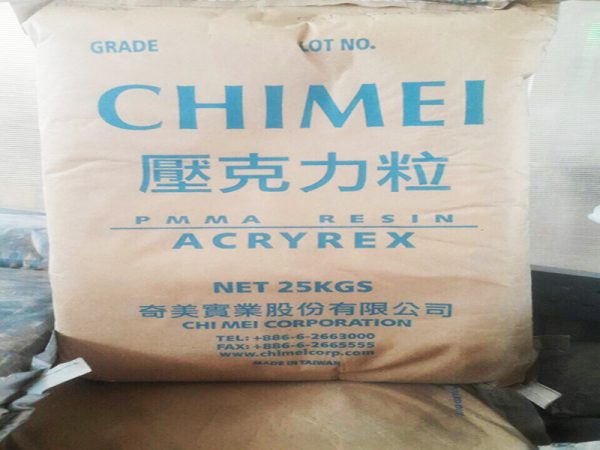 GRADE LOT NO.
CHIMEI
壓克力粒
PMMA RESIN
ACRYREX
NET 25KGS
奇美實業股份有限公司
CHI MEI CORPORATION
TEL: +886-6-2663000
FAX: +886-6-2665555
www.chimeicorp.com
MADE IN TAIWAN